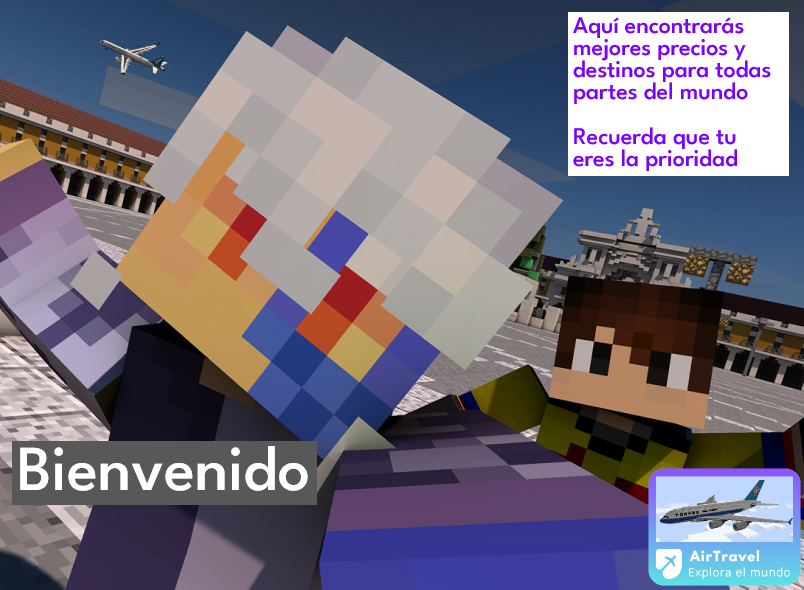 Aquí encontrarás
mejores precios y
destinos para todas
partes del mundo
Recuerda que tu
eres la prioridad
Bienvenido
AirTravel
Explora el mundo